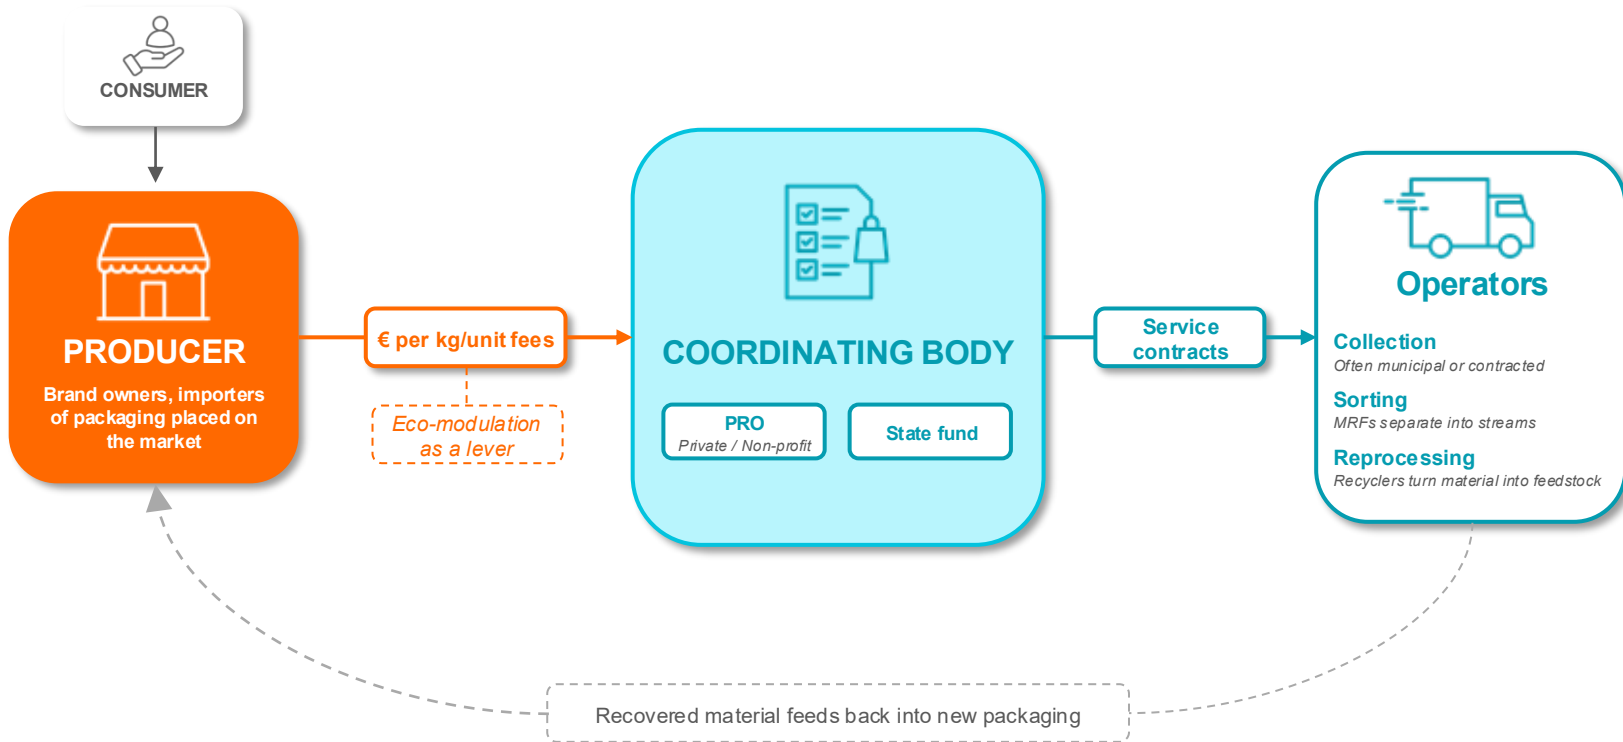 CONSUMER
PRODUCER
Brand owners, importers
of packaging placed on
the market
€ per kg/unit fees
Eco-modulation
as a lever
COORDINATING BODY
PRO
Private / Non-profit
State fund
Service
contracts
Operators
Collection
Often municipal or contracted
Sorting
MRFs separate into streams
Reprocessing
Recyclers turn material into feedstock
Recovered material feeds back into new packaging